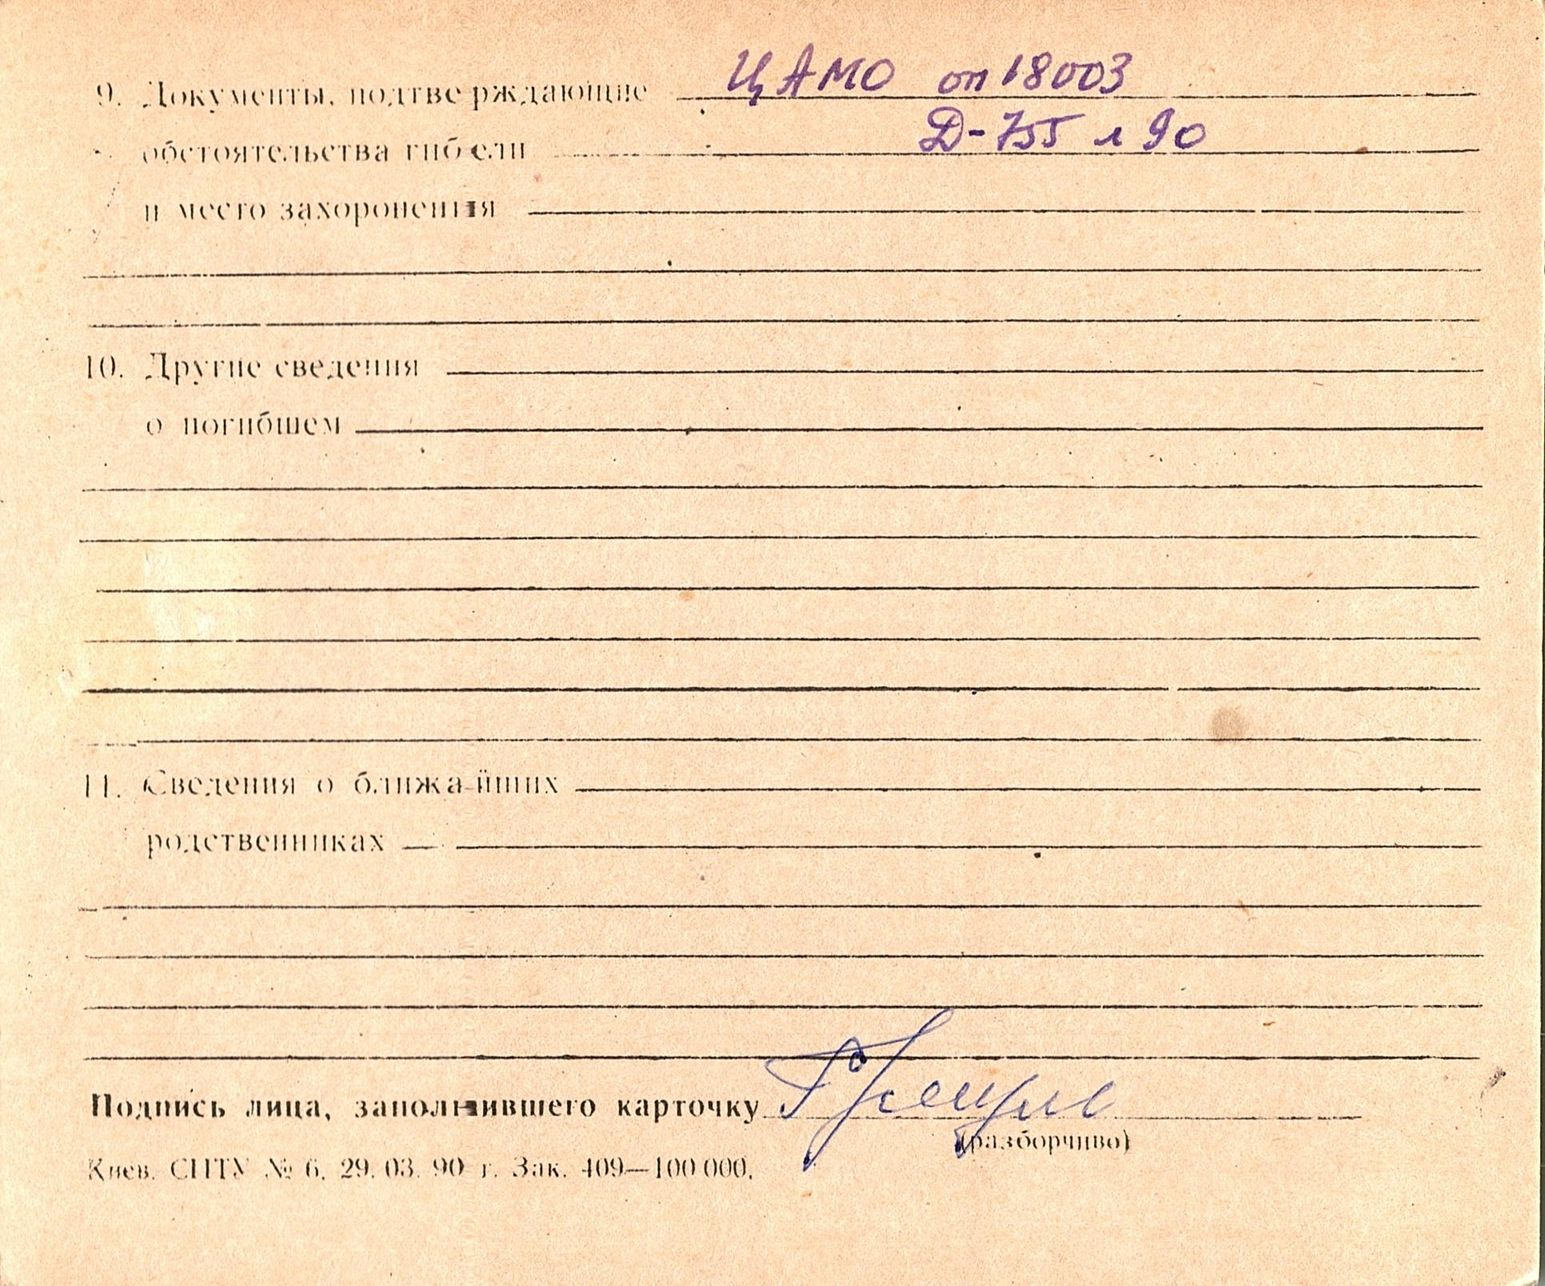 9. Документы, подтверждающие ЦАМО оп 18003
обстоятельства гибели Д-755 л 90
и место захоронения
10. Другие сведения
о погибшем
11. Сведения о ближайших
родственниках
Подпись лица, заполнившего карточку
(разборчиво)
Киев. СПТУ № 6. 29. 03. 90 г. Зак. 409—100 000.